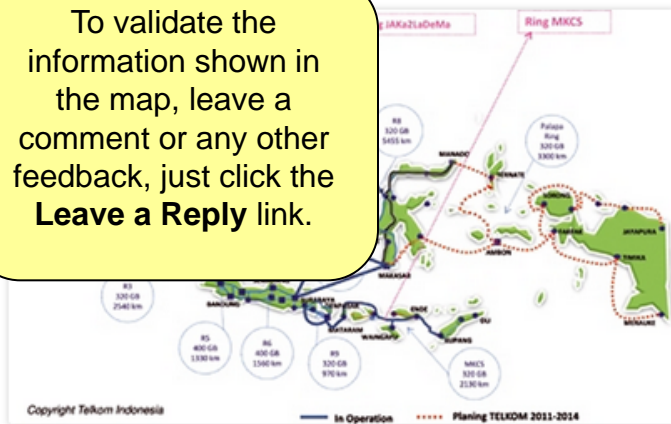 To validate the
information shown in
the map, leave a
comment or any other
feedback, just click the
Leave a Reply link.
JAKa2LaDeMa
Ring MKCS
R8
320 GB
5455 km
Palapa
Ring
320 GB
3300 km
MANADO
TERNATE
SORONG
JAYAPURA
FAKFAK
TIMIKA
AMBON
MAKASAR
MERAUKE
R3
320 GB
2540 km
BANDUNG
SURABAYA
DENPASAR
MATARAM
WAINGAPU
ENDE
KUPANG
R5
400 GB
1330 km
R6
400 GB
1560 km
R9
320 GB
970 km
MKCS
320 GB
2130 km
Copyright Telkom Indonesia
In Operation
Planing TELKOM 2011-2014